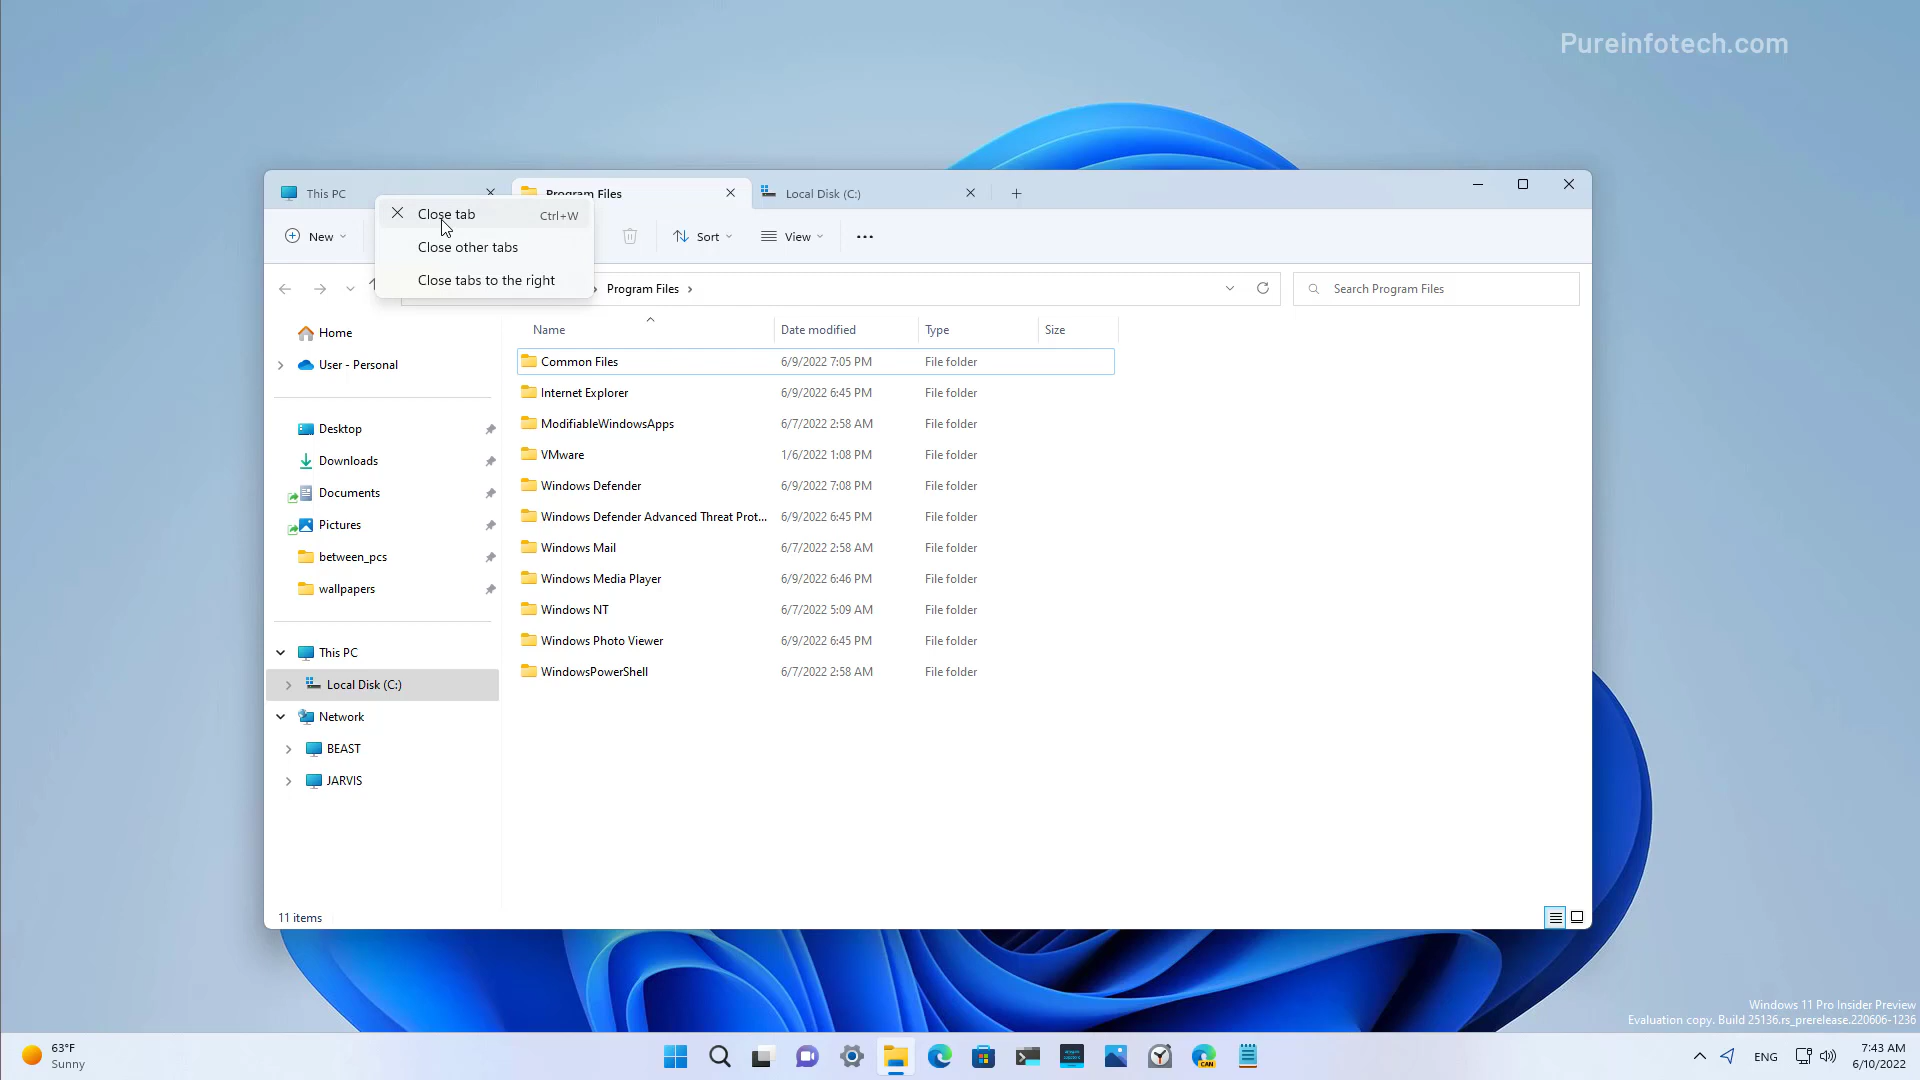 Pureinfotech.com
This PC
Program Files
Local Disk (C:)
Close tab Ctrl+W
Close other tabs
Close tabs to the right
New
Sort
View
Program Files
Search Program Files
Home
User - Personal
Desktop
Downloads
Documents
Pictures
between_pcs
wallpapers
This PC
Local Disk (C:)
Network
BEAST
JARVIS
Name Date modified Type Size
Common Files 6/9/2022 7:05 PM File folder
Internet Explorer 6/9/2022 6:45 PM File folder
ModifiableWindowsApps 6/7/2022 2:58 AM File folder
VMware 1/6/2022 1:08 PM File folder
Windows Defender 6/9/2022 7:08 PM File folder
Windows Defender Advanced Threat Prot... 6/9/2022 6:45 PM File folder
Windows Mail 6/7/2022 2:58 AM File folder
Windows Media Player 6/9/2022 6:46 PM File folder
Windows NT 6/7/2022 5:09 AM File folder
Windows Photo Viewer 6/9/2022 6:45 PM File folder
WindowsPowerShell 6/7/2022 2:58 AM File folder
11 items
Windows 11 Pro Insider Preview
Evaluation copy. Build 25136.rs_prerelease.220606-1236
63°F
Sunny
CAN
ENG
7:43 AM
6/10/2022